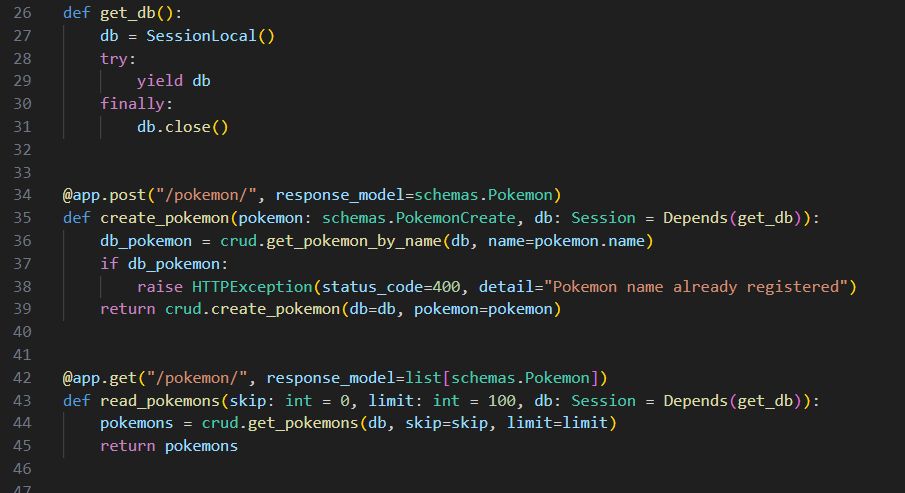 26 def get_db():
27     db = SessionLocal()
28     try:
29         yield db
30     finally:
31         db.close()
32
33
34 @app.post("/pokemon/", response_model=schemas.Pokemon)
35 def create_pokemon(pokemon: schemas.PokemonCreate, db: Session = Depends(get_db)):
36     db_pokemon = crud.get_pokemon_by_name(db, name=pokemon.name)
37     if db_pokemon:
38         raise HTTPException(status_code=400, detail="Pokemon name already registered")
39     return crud.create_pokemon(db=db, pokemon=pokemon)
40
41
42 @app.get("/pokemon/", response_model=list[schemas.Pokemon])
43 def read_pokemons(skip: int = 0, limit: int = 100, db: Session = Depends(get_db)):
44     pokemons = crud.get_pokemons(db, skip=skip, limit=limit)
45     return pokemons
46
47